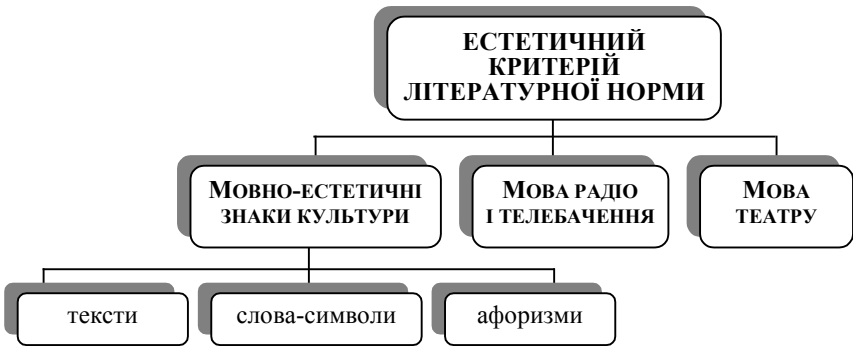 ЕСТЕТИЧНИЙ
КРИТЕРІЙ
ЛІТЕРАТУРНОЇ НОРМИ
МОВНО-ЕСТЕТИЧНІ
ЗНАКИ КУЛЬТУРИ
МОВА РАДІО
І ТЕЛЕБАЧЕННЯ
МОВА
ТЕАТРУ
тексти
слова-символи
афоризми